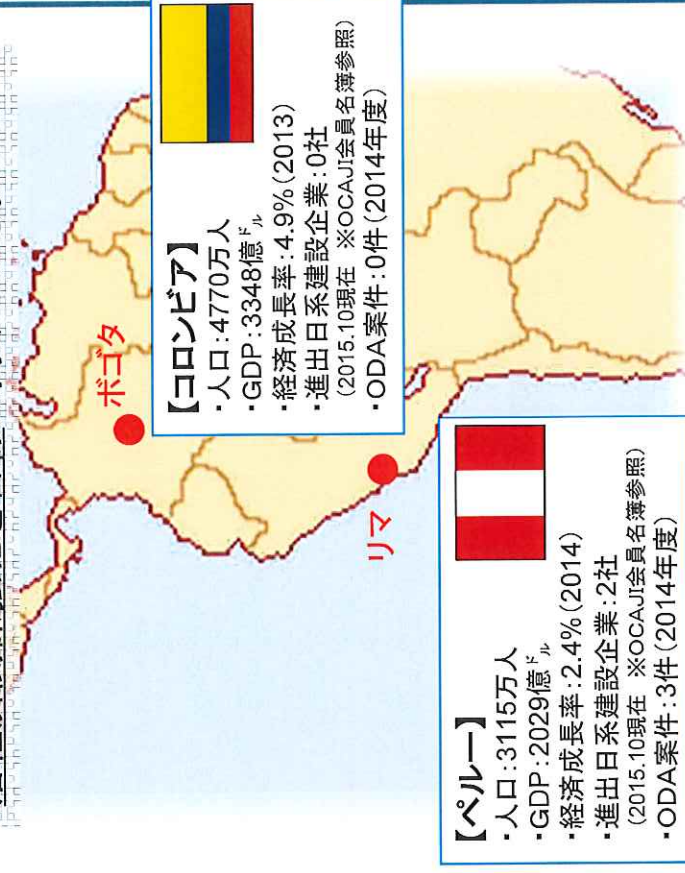 ボゴタ
【コロンビア】
・人口:4770万人
・GDP:3348億ドル
・経済成長率:4.9%(2013)
・進出日系建設企業:0社
(2015.10現在 ※OCAJI会員名簿参照)
・ODA案件:0件(2014年度)
リマ
【ペルー】
・人口:3115万人
・GDP:2029億ドル
・経済成長率:2.4%(2014)
・進出日系建設企業:2社
(2015.10現在 ※OCAJI会員名簿参照)
・ODA案件:3件(2014年度)